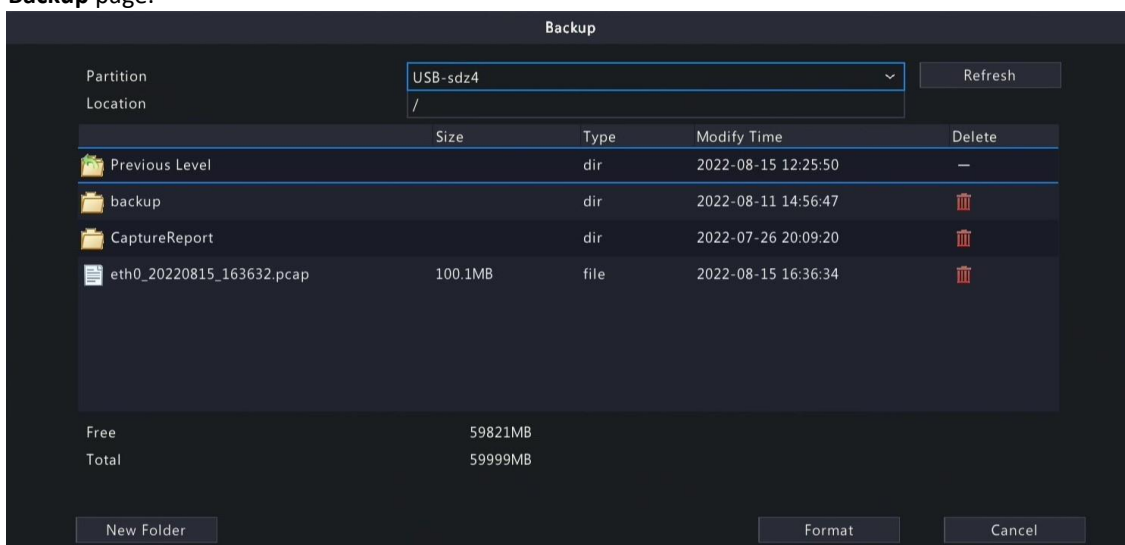 Backup page.
Backup
Partition USB-sdz4 Refresh
Location /
Size Type Modify Time Delete
Previous Level dir 2022-08-15 12:25:50 —
backup dir 2022-08-11 14:56:47
CaptureReport dir 2022-07-26 20:09:20
eth0_20220815_163632.pcap 100.1MB file 2022-08-15 16:36:34
Free 59821MB
Total 59999MB
New Folder Format Cancel